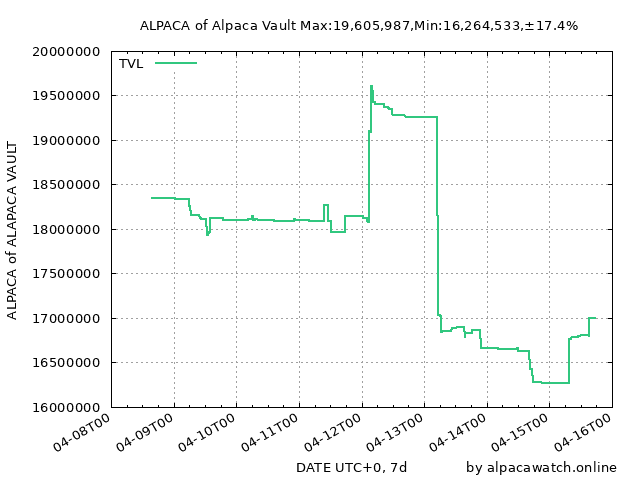 ALPACA of Alpaca Vault Max:19,605,987,Min:16,264,533,±17.4%
TVL
ALPACA of ALAPACA VAULT
20000000
19500000
19000000
18500000
18000000
17500000
17000000
16500000
16000000
04-08T00
04-09T00
04-10T00
04-11T00
04-12T00
04-13T00
04-14T00
04-15T00
04-16T00
DATE UTC+0, 7d
by alpacawatch.online